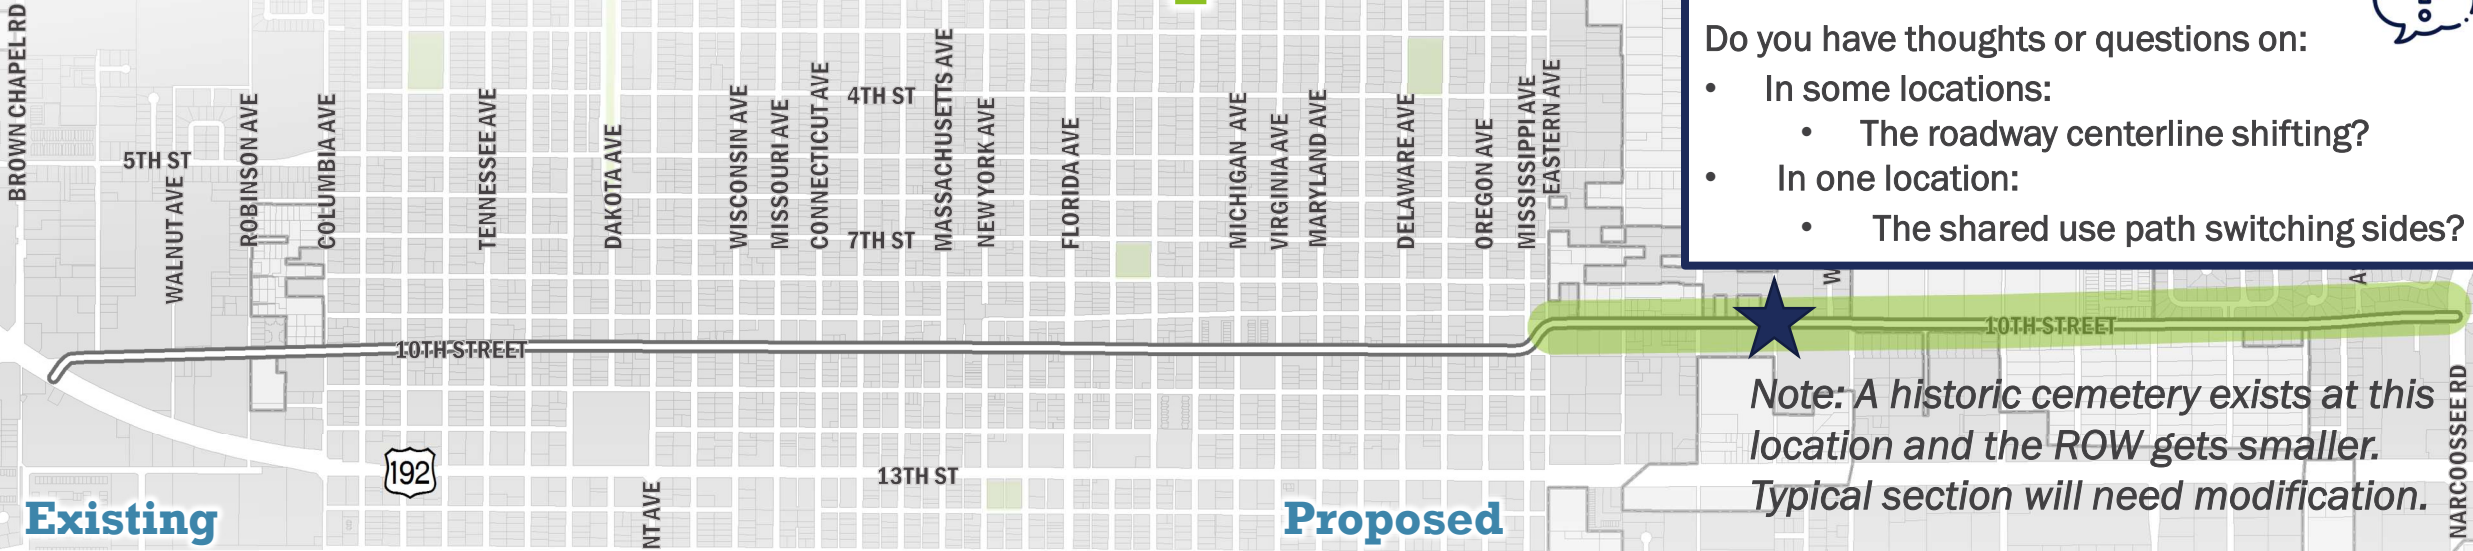 Do you have thoughts or questions on:
• In some locations:
• The roadway centerline shifting?
• In one location:
• The shared use path switching sides?
BROWN CHAPEL RD
5TH ST
WALNUT AVE
ROBINSON AVE
COLUMBIA AVE
TENNESSEE AVE
DAKOTA AVE
WISCONSIN AVE
MISSOURI AVE
CONNECTICUT AVE
4TH ST
7TH ST
MASSACHUSETTS AVE
NEW YORK AVE
FLORIDA AVE
MICHIGAN AVE
VIRGINIA AVE
MARYLAND AVE
DELAWARE AVE
OREGON AVE
MISSISSIPPI AVE
EASTERN AVE
W
A
10TH STREET
10TH STREET
Note: A historic cemetery exists at this
location and the ROW gets smaller.
Typical section will need modification.
NARCOOSSEE RD
192
13TH ST
NT AVE
Existing
Proposed